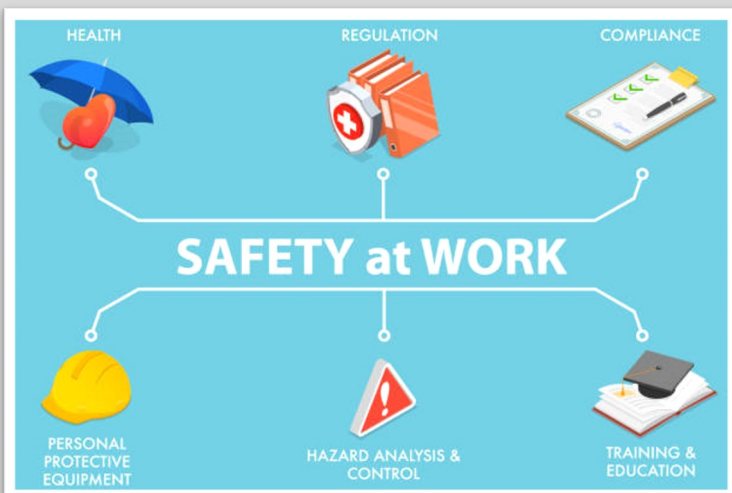 HEALTH
REGULATION
COMPLIANCE
SAFETY at WORK
PERSONAL
PROTECTIVE
EQUIPMENT
HAZARD ANALYSIS &
CONTROL
TRAINING &
EDUCATION